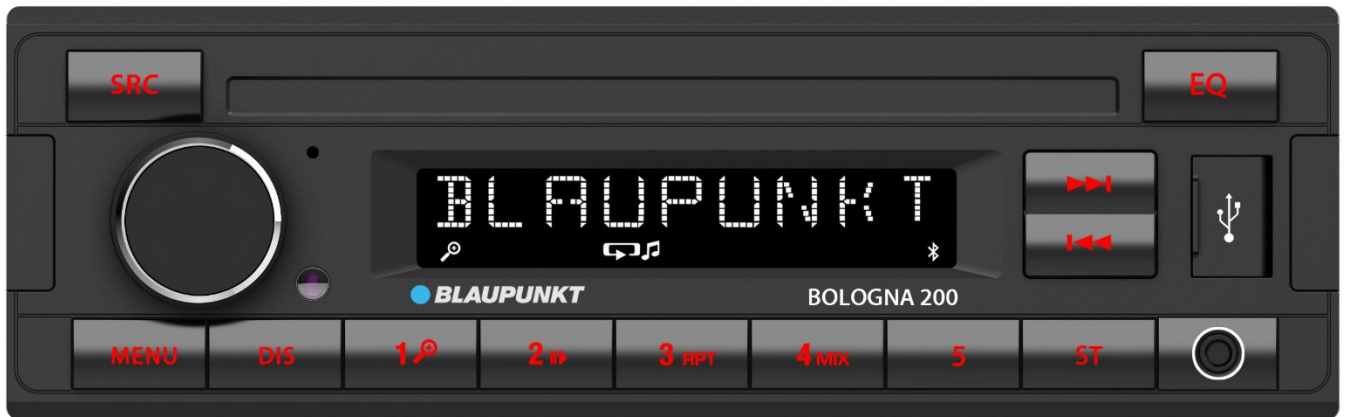 SRC
EQ
BLAUPUNKT
BLAUPUNKT
BOLOGNA 200
MENU
DIS
1
2
3 RPT
4 MIX
5
ST